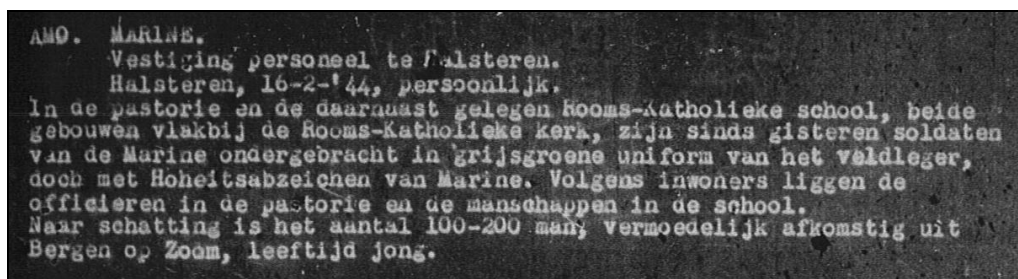 AMO. MARINE.
Vestiging personeel te Halsteren.
Halsteren, 16-2-'44, persoonlijk.
In de pastorie en de daarnaast gelegen Rooms-Katholieke school, beide
gebouwen vlakbij de Rooms-Katholieke kerk, zijn sinds gisteren soldaten
van de Marine ondergebracht in grijsgroene uniform van het veldleger,
doch met Hoheitsabzeichen van Marine. Volgens inwoners liggen de
officieren in de pastorie en de manschappen in de school.
Naar schatting is het aantal 100-200 man, vermoedelijk afkomstig uit
Bergen op Zoom, leeftijd jong.